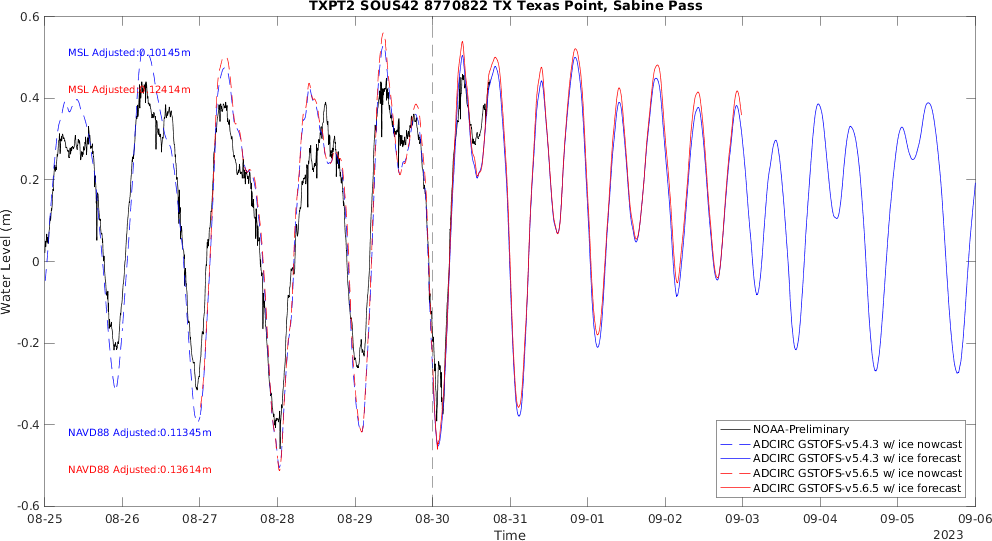 TXPT2 SOUS42 8770822 TX Texas Point, Sabine Pass
0.6
0.4
0.2
0
-0.2
-0.4
-0.6
Water Level (m)
MSL Adjusted:0.10145m
MSL Adjusted:0.12414m
NAVD88 Adjusted:0.11345m
NAVD88 Adjusted:0.13614m
NOAA-Preliminary
ADCIRC GSTOFS-v5.4.3 w/ ice nowcast
ADCIRC GSTOFS-v5.4.3 w/ ice forecast
ADCIRC GSTOFS-v5.6.5 w/ ice nowcast
ADCIRC GSTOFS-v5.6.5 w/ ice forecast
08-25 08-26 08-27 08-28 08-29 08-30 08-31 09-01 09-02 09-03 09-04 09-05 09-06
Time
2023